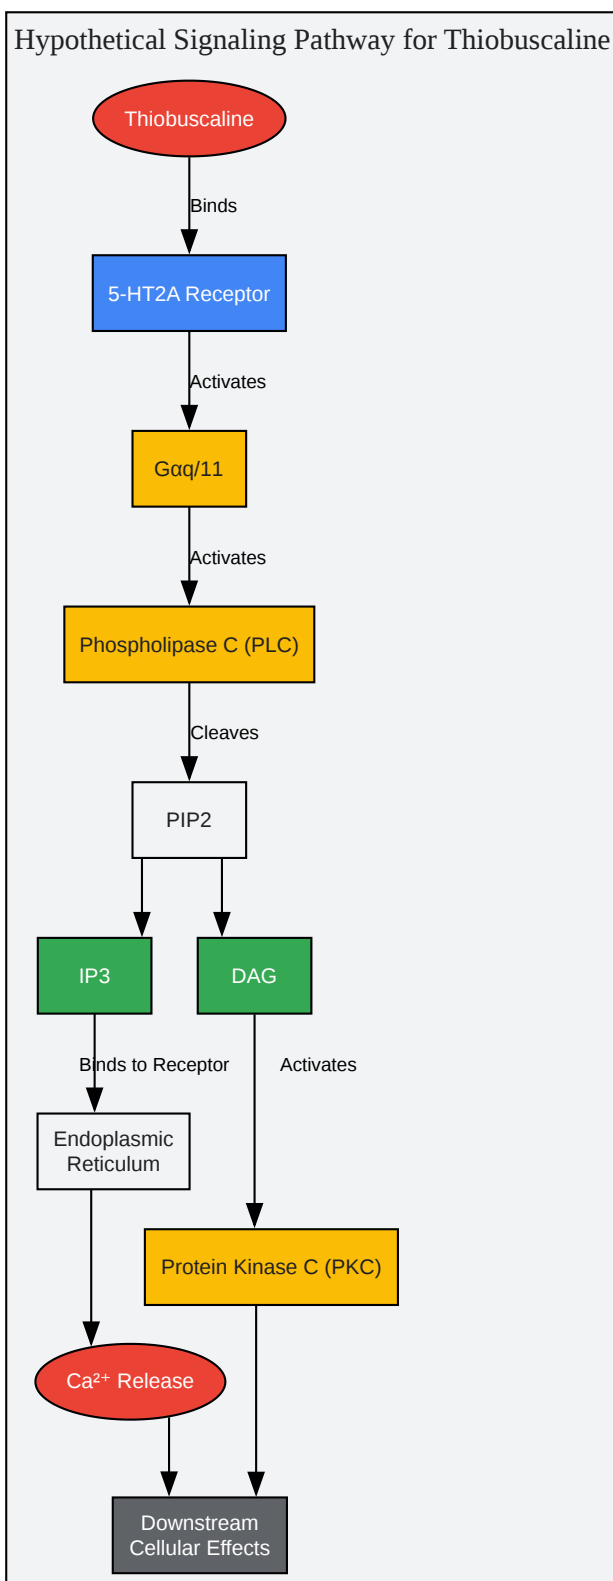 Hypothetical Signaling Pathway for Thiobuscaline
Thiobuscaline
Binds
5-HT2A Receptor
Activates
Gαq/11
Activates
Phospholipase C (PLC)
Cleaves
PIP2
IP3
DAG
Binds to Receptor
Activates
Endoplasmic
Reticulum
Protein Kinase C (PKC)
Ca²⁺ Release
Downstream
Cellular Effects